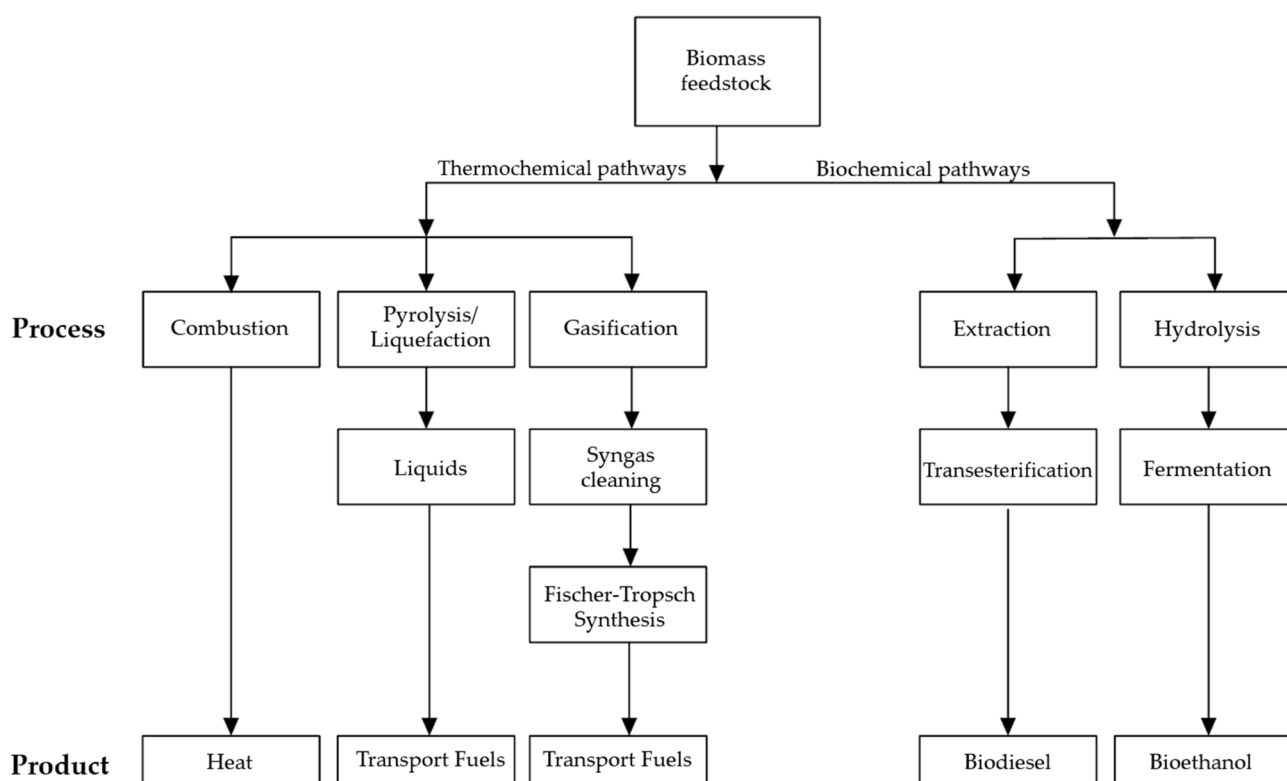 Biomass
feedstock
Thermochemical pathways
Biochemical pathways
Process
Combustion
Pyrolysis/
Liquefaction
Gasification
Extraction
Hydrolysis
Liquids
Syngas
cleaning
Transesterification
Fermentation
Fischer-Tropsch
Synthesis
Product
Heat
Transport Fuels
Transport Fuels
Biodiesel
Bioethanol